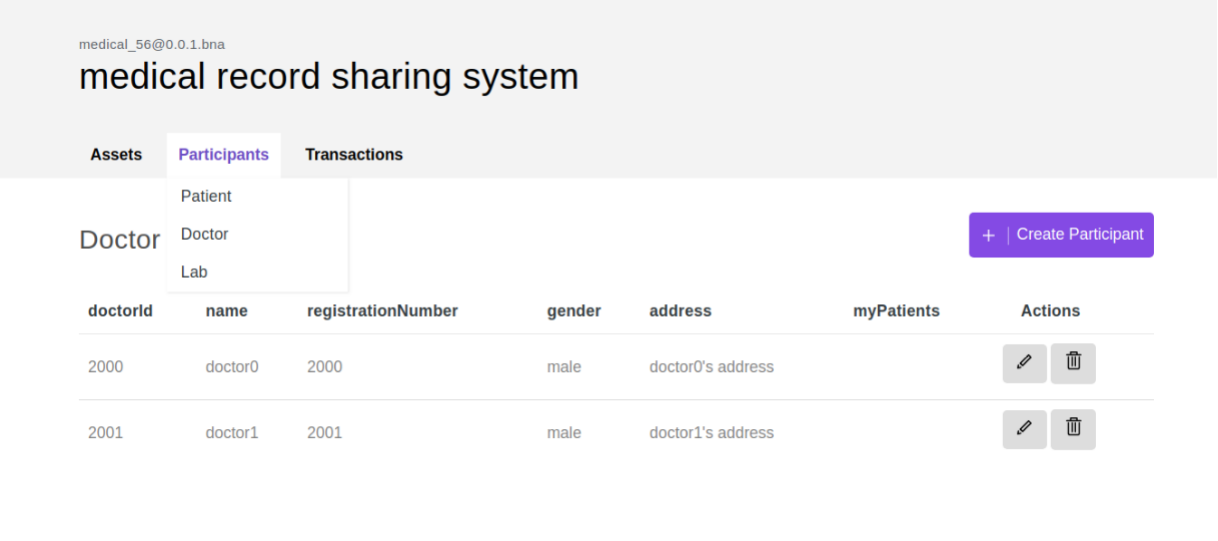 medical_56@0.0.1.bna
medical record sharing system
Assets Participants Transactions
Patient
Doctor
Lab
Doctor
+ | Create Participant
doctorId name registrationNumber gender address myPatients Actions
2000 doctor0 2000 male doctor0's address
2001 doctor1 2001 male doctor1's address